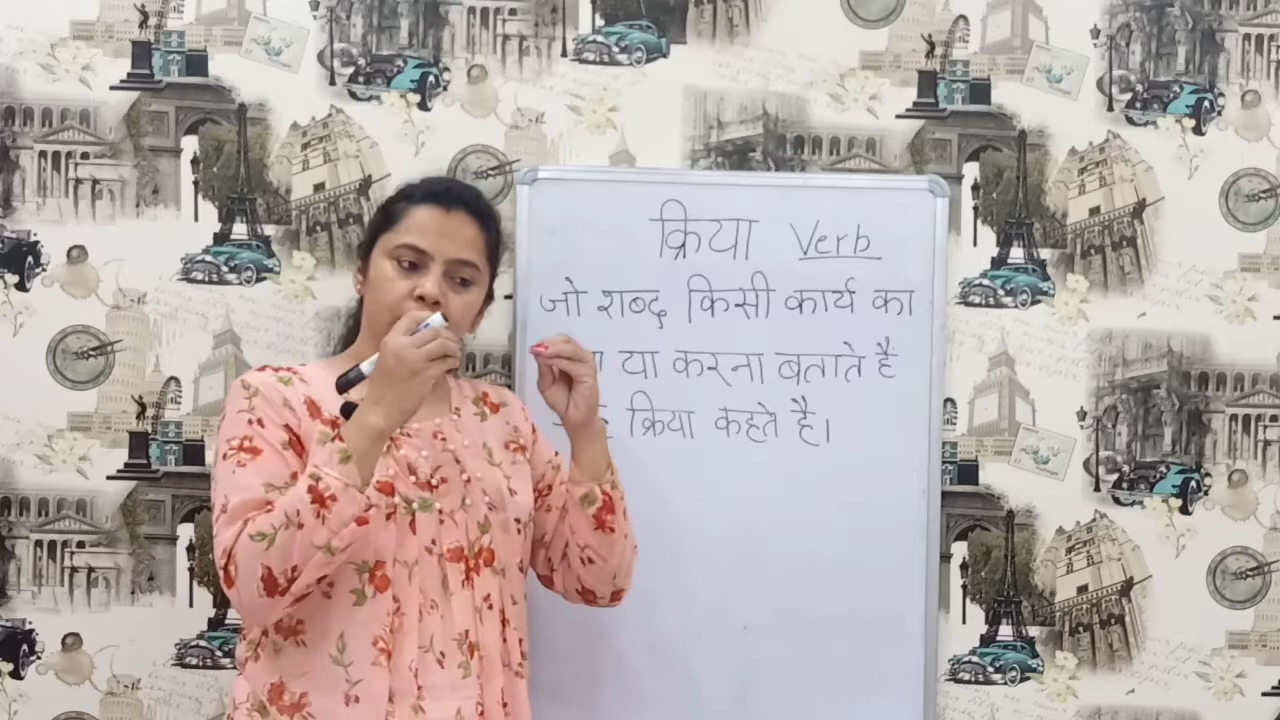 क्रिया Verb
जो शब्द किसी कार्य का
या करना बताते हैं
क्रिया कहते है।